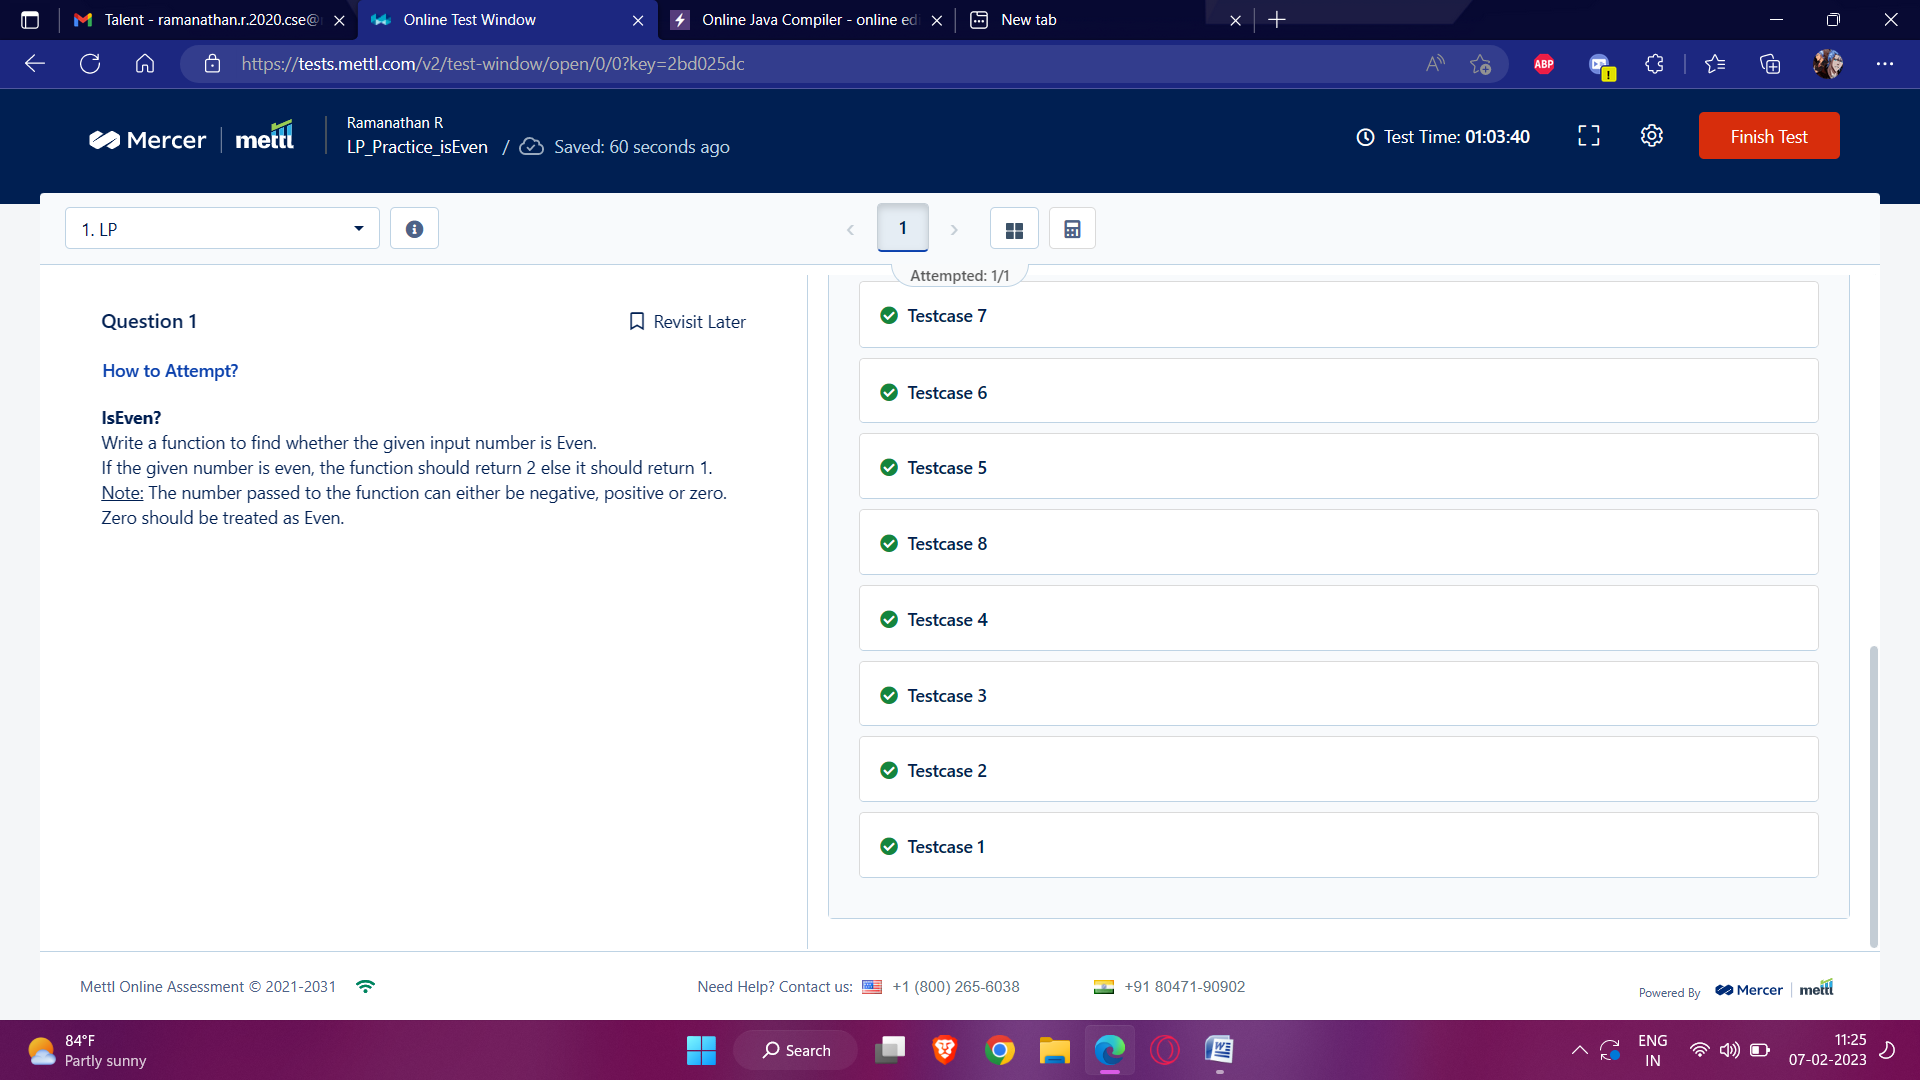 Talent - ramanathan.r.2020.cse@
Online Test Window
Online Java Compiler - online edi
New tab
https://tests.mettl.com/v2/test-window/open/0/0?key=2bd025dc
ABP
Mercer | mettl
Ramanathan R
LP_Practice_isEven / Saved: 60 seconds ago
Test Time: 01:03:40
Finish Test
1. LP
1
Attempted: 1/1
Question 1
Revisit Later
How to Attempt?
IsEven?
Write a function to find whether the given input number is Even.
If the given number is even, the function should return 2 else it should return 1.
Note: The number passed to the function can either be negative, positive or zero.
Zero should be treated as Even.
Testcase 7
Testcase 6
Testcase 5
Testcase 8
Testcase 4
Testcase 3
Testcase 2
Testcase 1
Mettl Online Assessment © 2021-2031
Need Help? Contact us: +1 (800) 265-6038
+91 80471-90902
Powered By Mercer | mettl
84°F
Partly sunny
Search
ENG
IN
11:25
07-02-2023